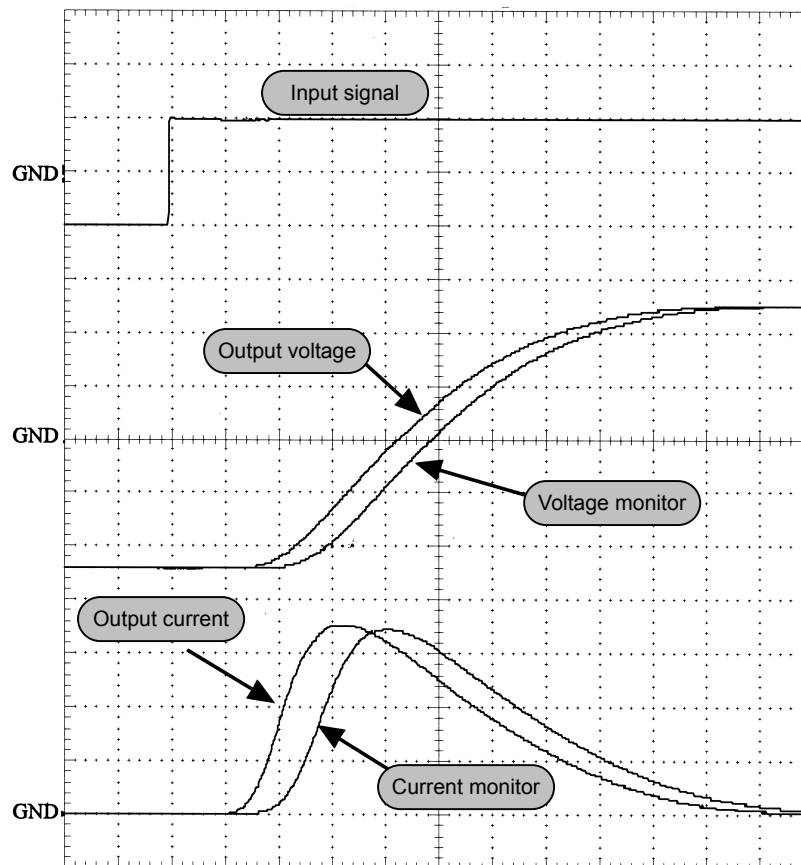 Input signal
GND
Output voltage
GND
Voltage monitor
Output current
Current monitor
GND